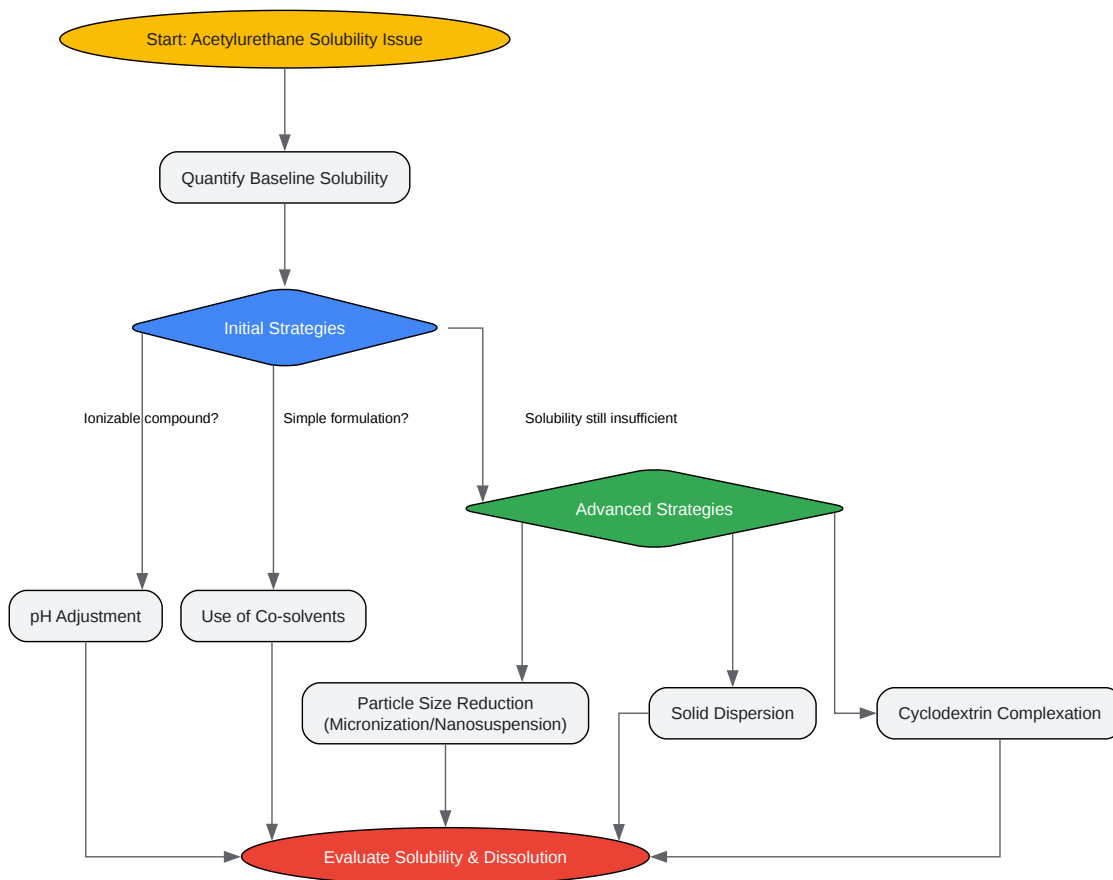 Start: Acetylurethane Solubility Issue
Quantify Baseline Solubility
Initial Strategies
Ionizable compound?
Simple formulation?
Solubility still insufficient
Advanced Strategies
pH Adjustment
Use of Co-solvents
Particle Size Reduction
(Micronization/Nanosuspension)
Solid Dispersion
Cyclodextrin Complexation
Evaluate Solubility & Dissolution